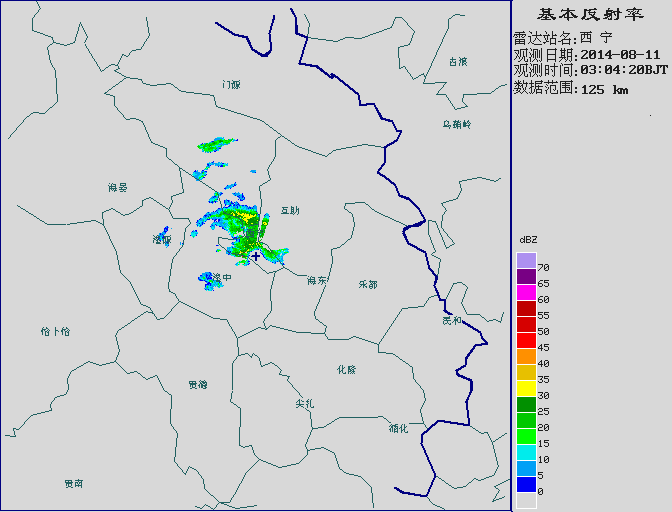 基本反射率
雷达站名:西 宁
观测日期:2014-08-11
观测时间:03:04:20BJT
数据范围:125 km
古浪
门源
乌鞘岭
海晏
互助
湟源
湟中
海东
乐都
民和
恰卜恰
化隆
贵德
尖扎
循化
贵南
dBZ
70
65
60
55
50
45
40
35
30
25
20
15
10
5
0